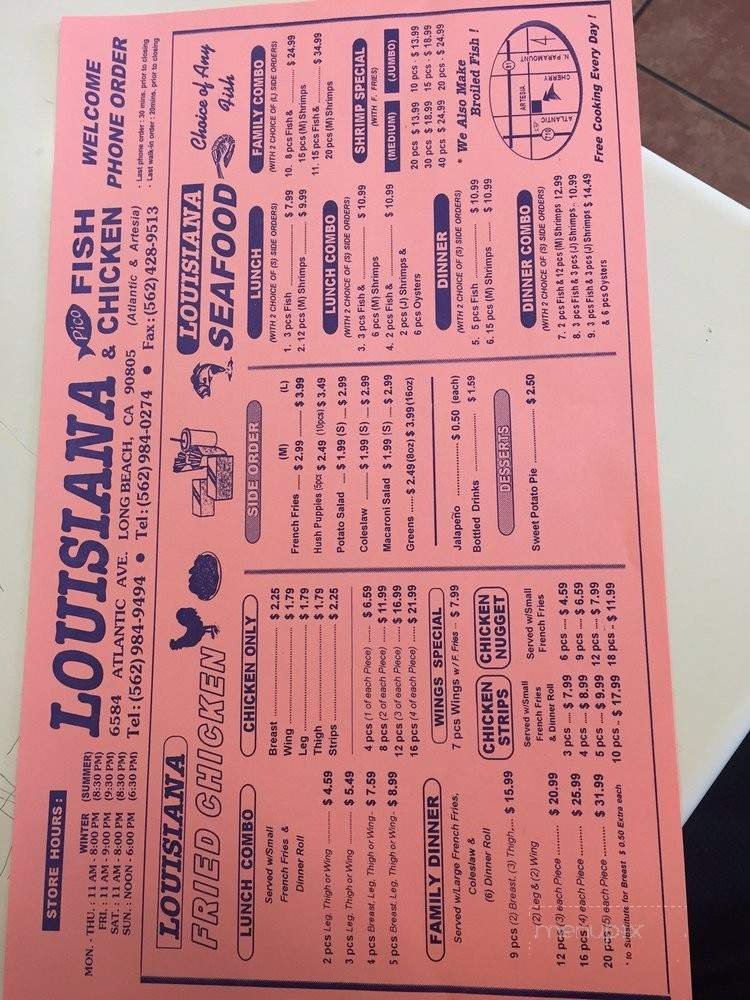 STORE HOURS :
WINTER (SUMMER)
MON. - THU. : 11 AM - 8:00 PM (8:30 PM)
FRI. : 11 AM - 9:00 PM (9:30 PM)
SAT. : 11 AM - 8:00 PM (8:30 PM)
SUN. : NOON - 6:00 PM (6:30 PM)
LOUISIANA Pico FISH & CHICKEN
6584 ATLANTIC AVE. LONG BEACH, CA 90805 (Atlantic & Artesia)
Tel : (562) 984-9494 • Tel : (562) 984-0274 • Fax : (562) 428-9513
WELCOME
PHONE ORDER
· Last phone order : 30 mins. prior to closing
· Last walk-in order : 20mins. prior to closing
LOUISIANA
FRIED CHICKEN
LUNCH COMBO
Served w/Small
French Fries &
Dinner Roll
2 pcs Leg, Thigh or Wing ........ $ 4.59
3 pcs Leg, Thigh or Wing ........ $ 5.49
4 pcs Breast, Leg, Thigh or Wing - $ 7.59
5 pcs Breast, Leg, Thigh or Wing - $ 8.99
FAMILY DINNER
Served w/Large French Fries,
Coleslaw &
(6) Dinner Roll
9 pcs (2) Breast, (3) Thigh,.... $ 15.99
(2) Leg & (2) Wing
12 pcs (3) each Piece .......... $ 20.99
16 pcs (4) each Piece .......... $ 25.99
20 pcs (5) each Piece .......... $ 31.99
* to Substitute for Breast $ 0.50 Extra each
CHICKEN ONLY
Breast .......... $ 2.25
Wing .......... $ 1.79
Leg .......... $ 1.79
Thigh .......... $ 1.79
Strips .......... $ 2.25
4 pcs (1 of each Piece) ...... $ 6.59
8 pcs (2 of each Piece) ...... $ 11.99
12 pcs (3 of each Piece) ...... $ 16.99
16 pcs (4 of each Piece) ...... $ 21.99
WINGS SPECIAL
7 pcs Wings w / F. Fries -- $ 7.99
CHICKEN STRIPS
Served w/Small
French Fries
& Dinner Roll
3 pcs .... $ 7.99
4 pcs .... $ 8.99
5 pcs .... $ 9.99
10 pcs - $ 17.99
CHICKEN NUGGET
Served w/Small
French Fries
6 pcs .... $ 4.59
9 pcs .... $ 6.59
12 pcs .... $ 7.99
18 pcs - $ 11.99
SIDE ORDER
(M) (L)
French Fries ..... $ 2.99 ....... $ 3.99
Hush Puppies (5pcs $ 2.49 (10pcs) $ 3.49
Potato Salad ..... $ 1.99 (S) .... $ 2.99
Coleslaw .......... $ 1.99 (S) .... $ 2.99
Macaroni Salad $ 1.99 (S) .... $ 2.99
Greens ..... $ 2.49(8oz) $ 3.99(16oz)
Jalapeño ............... $ 0.50 (each)
Bottled Drinks ............... $ 1.59
DESSERTS
Sweet Potato Pie ............... $ 2.50
LOUISIANA
SEAFOOD
Choice of Any
Fish
LUNCH
(WITH 2 CHOICE OF (S) SIDE ORDERS)
1. 3 pcs Fish .......... $ 7.99
2. 12 pcs (M) Shrimps .......... $ 9.99
LUNCH COMBO
(WITH 2 CHOICE OF (S) SIDE ORDERS)
3. 3 pcs Fish & .......... $ 10.99
6 pcs (M) Shrimps
4. 2 pcs Fish & .......... $ 10.99
2 pcs (J) Shrimps &
6 pcs Oysters
DINNER
(WITH 2 CHOICE OF (S) SIDE ORDERS)
5. 5 pcs Fish .......... $ 10.99
6. 15 pcs (M) Shrimps .......... $ 10.99
DINNER COMBO
(WITH 2 CHOICE OF (S) SIDE ORDERS)
7. 2 pcs Fish & 12 pcs (M) Shrimps 12.99
8. 3 pcs Fish & 3 pcs (J) Shrimps .. 10.99
9. 3 pcs Fish & 3 pcs (J) Shrimps $ 14.49
& 6 pcs Oysters
FAMILY COMBO
(WITH 2 CHOICE OF (L) SIDE ORDERS)
10. 8 pcs Fish & .......... $ 24.99
15 pcs (M) Shrimps
11. 15 pcs Fish & .......... $ 34.99
20 pcs (M) Shrimps
SHRIMP SPECIAL
(WITH F. FRIES)
(MEDIUM) (JUMBO)
20 pcs $ 13.99 10 pcs - $ 13.99
30 pcs $ 18.99 15 pcs - $ 18.99
40 pcs $ 24.99 20 pcs - $ 24.99
* We Also Make
Broiled Fish !
ARTESIA
91
710
ATLANTIC
CHERRY
N. PARAMOUNT
Free Cooking Every Day !
menupix